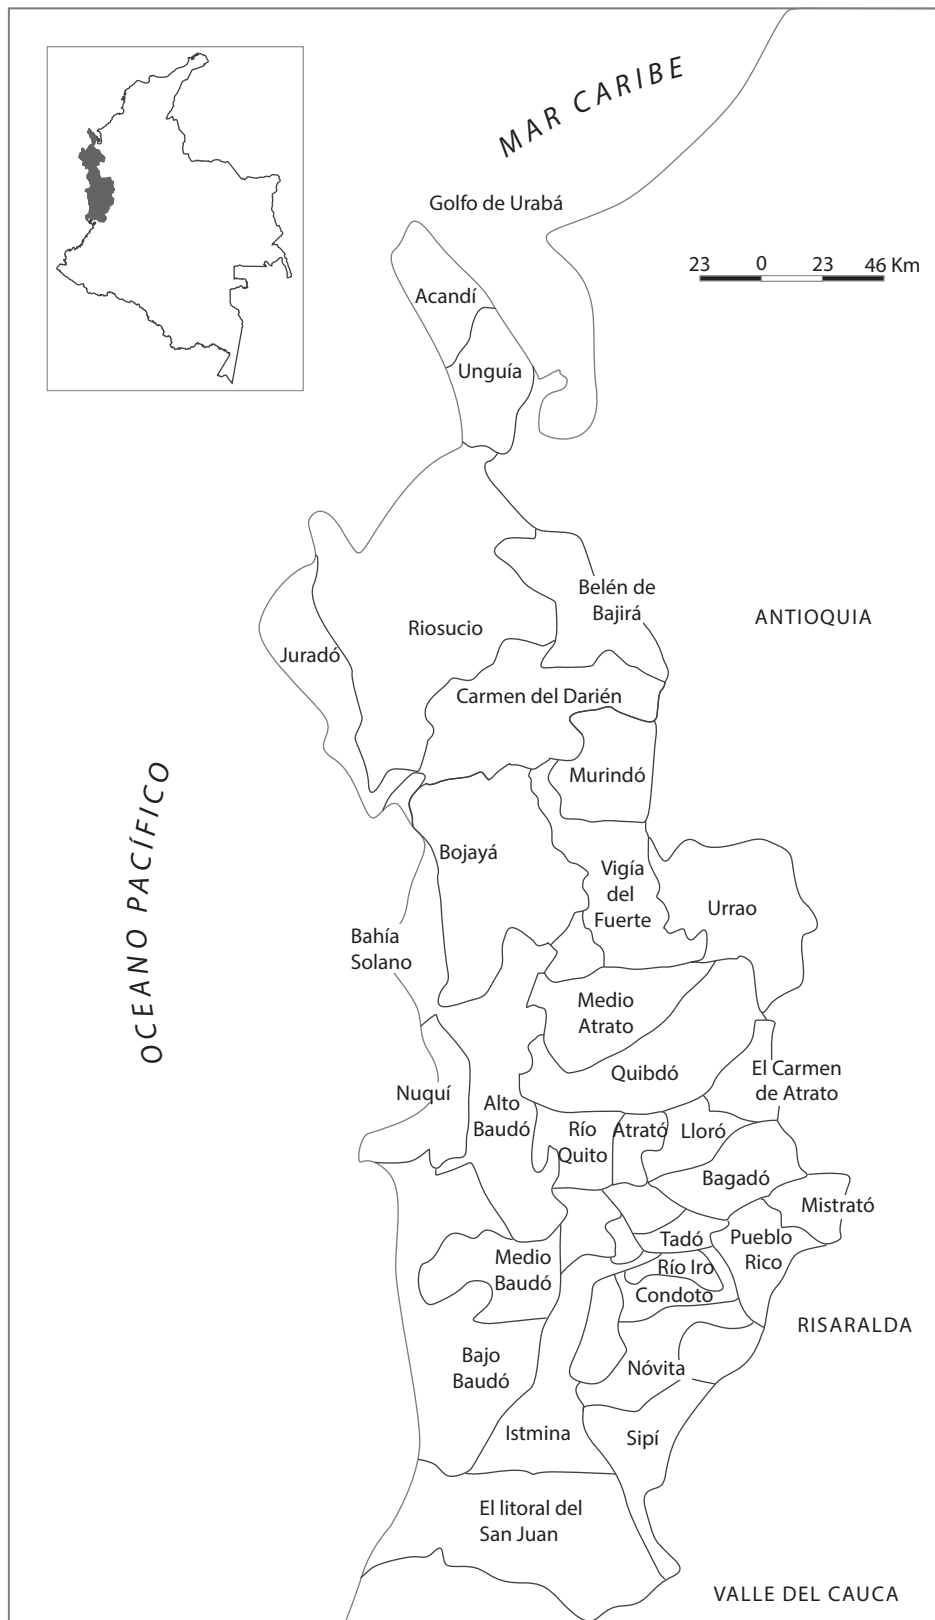 MAR CARIBE
Golfo de Urabá
23 0 23 46 Km
Acandí
Unguía
Belén de
Bajirá
ANTIOQUIA
Riosucio
Juradó
Carmen del Darién
Murindó
OCEANO PACÍFICO
Bojayá
Vigía
del
Fuerte
Urrao
Bahía
Solano
Medio
Atrato
Quibdó
El Carmen
de Atrato
Nuquí
Alto
Baudó
Río
Quito
Atrató
Lloró
Bagadó
Mistrató
Tadó
Pueblo
Rico
Medio
Baudó
Río Iro
Condoto
RISARALDA
Bajo
Baudó
Nóvita
Istmina
Sipí
El litoral del
San Juan
VALLE DEL CAUCA